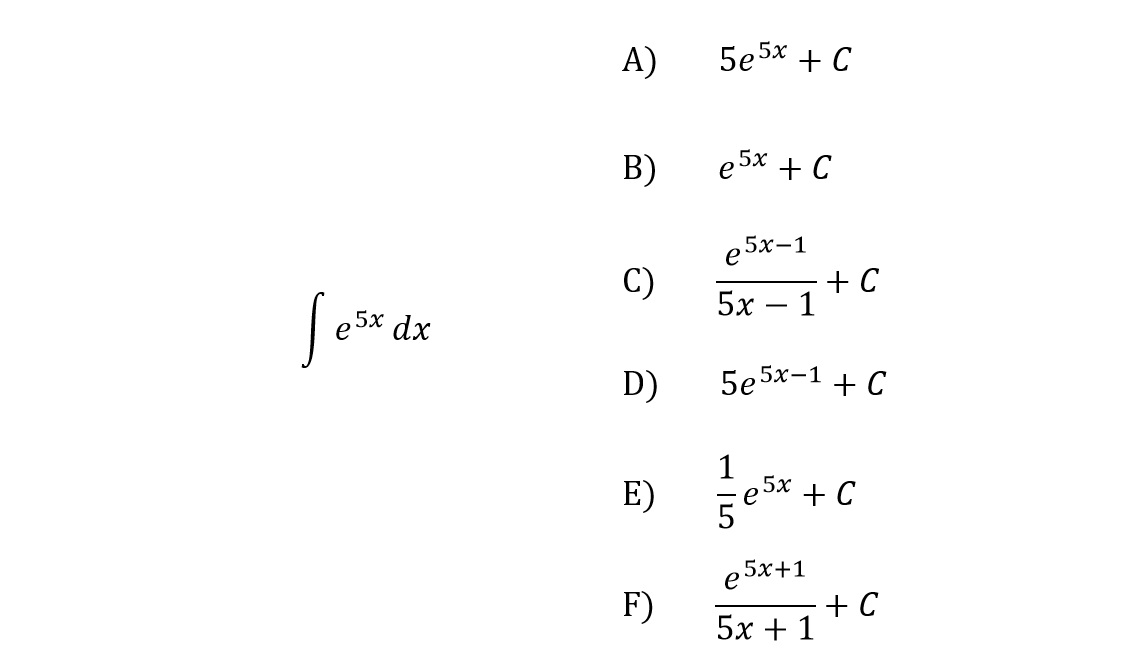 ∫ e^{5x} dx
A) 5e^{5x} + C
B) e^{5x} + C
C) \frac{e^{5x−1}}{5x − 1} + C
D) 5e^{5x−1} + C
E) \frac{1}{5} e^{5x} + C
F) \frac{e^{5x+1}}{5x + 1} + C